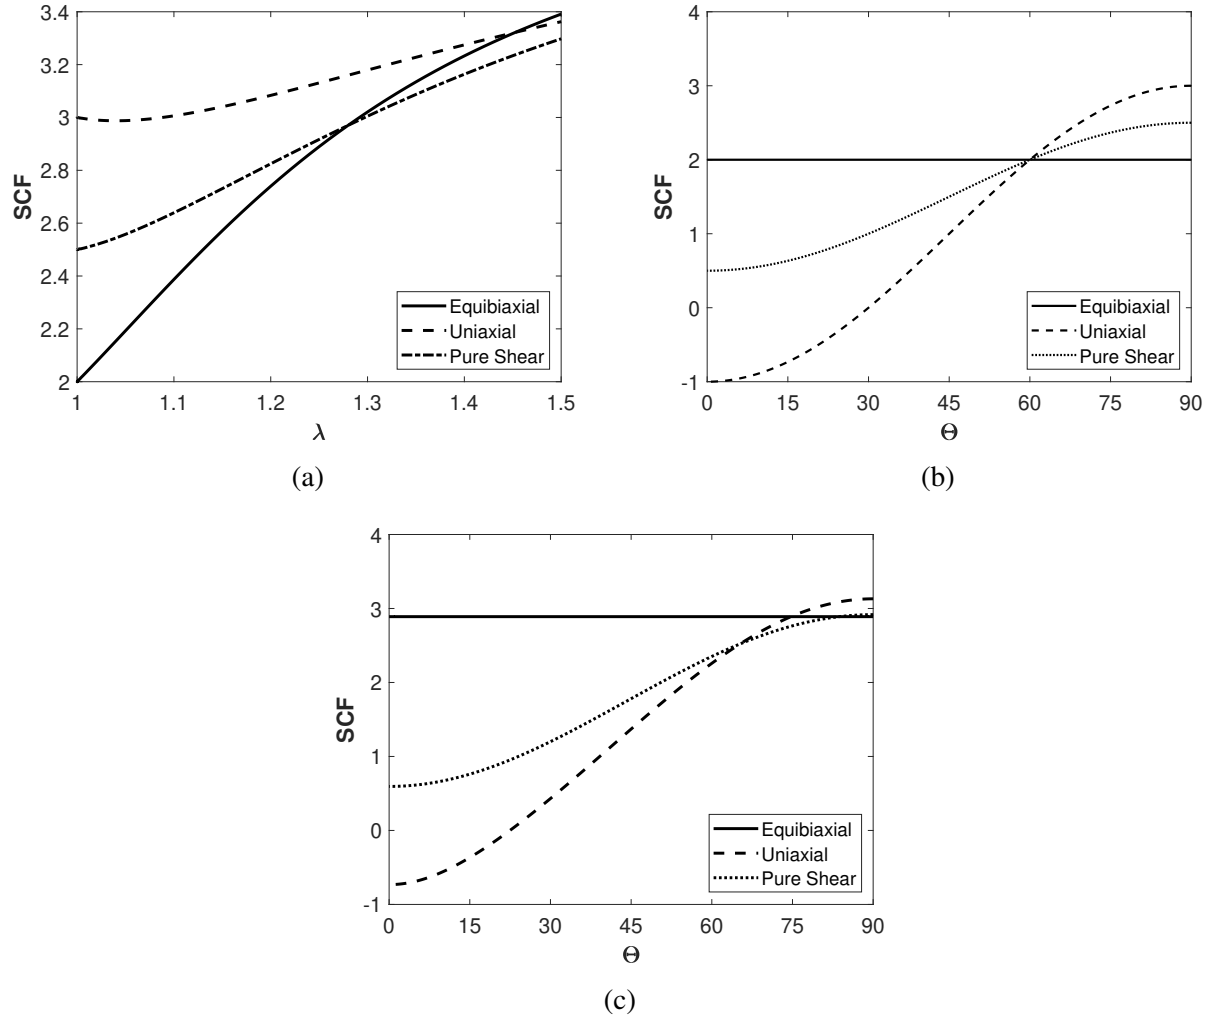 3.4
3.2
3
2.8
2.6
2.4
2.2
2
SCF
1 1.1 1.2 1.3 1.4 1.5
λ
Equibiaxial
Uniaxial
Pure Shear
(a)
4
3
2
1
0
-1
SCF
0 15 30 45 60 75 90
Θ
Equibiaxial
Uniaxial
Pure Shear
(b)
4
3
2
1
0
-1
SCF
0 15 30 45 60 75 90
Θ
Equibiaxial
Uniaxial
Pure Shear
(c)